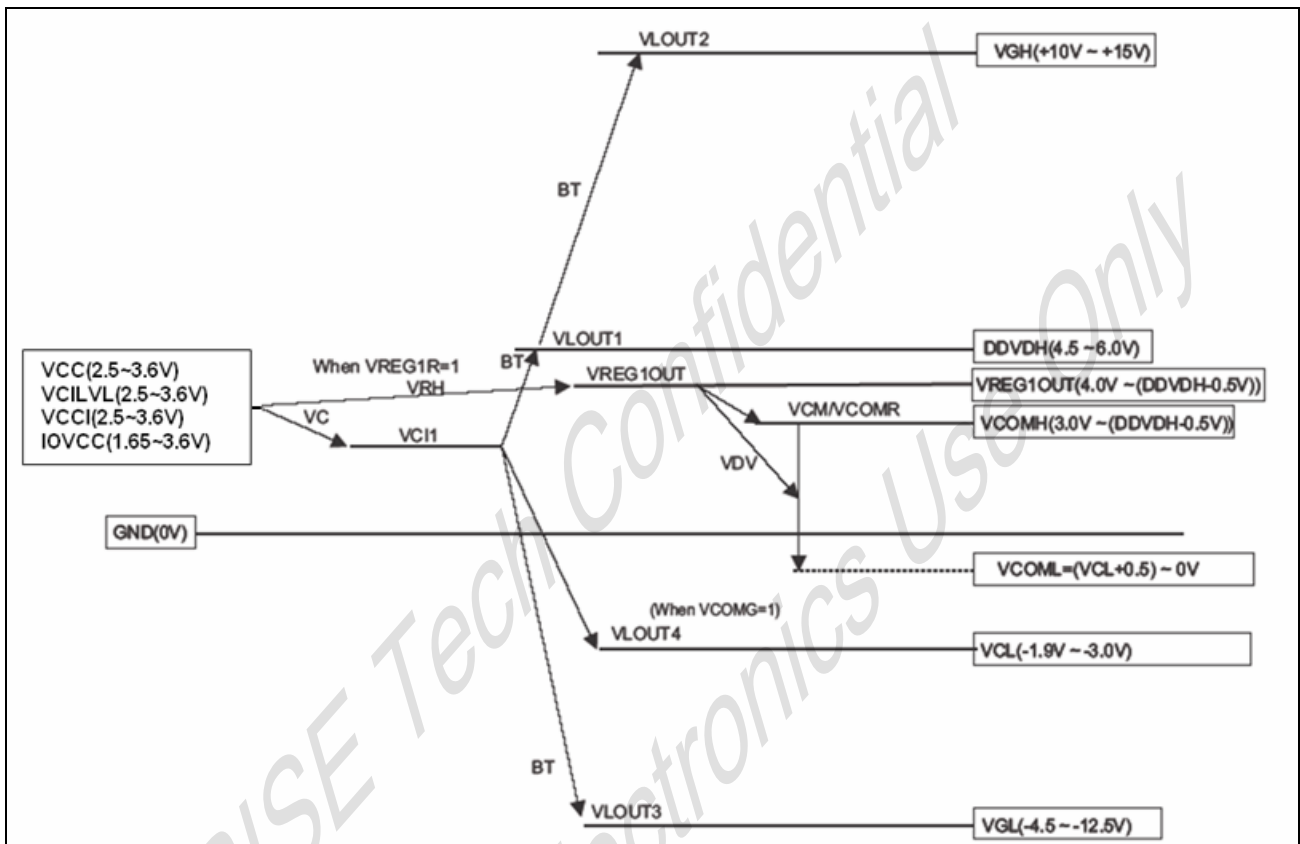 VLOUT2
VGH(+10V ~ +15V)
BT
VLOUT1
DDVDH(4.5 ~6.0V)
BT
VCC(2.5~3.6V)
VCILVL(2.5~3.6V)
VCCI(2.5~3.6V)
IOVCC(1.65~3.6V)
When VREG1R=1
VRH
VREG1OUT
VREG1OUT(4.0V ~(DDVDH-0.5V))
VC
VCI1
VCM/VCOMR
VCOMH(3.0V ~(DDVDH-0.5V))
VDV
GND(0V)
VCOML=(VCL+0.5) ~ 0V
(When VCOMG=1)
VLOUT4
VCL(-1.9V ~ -3.0V)
BT
VLOUT3
VGL(-4.5 ~ -12.5V)
ISE Tech Confidential
ectronics Use Only